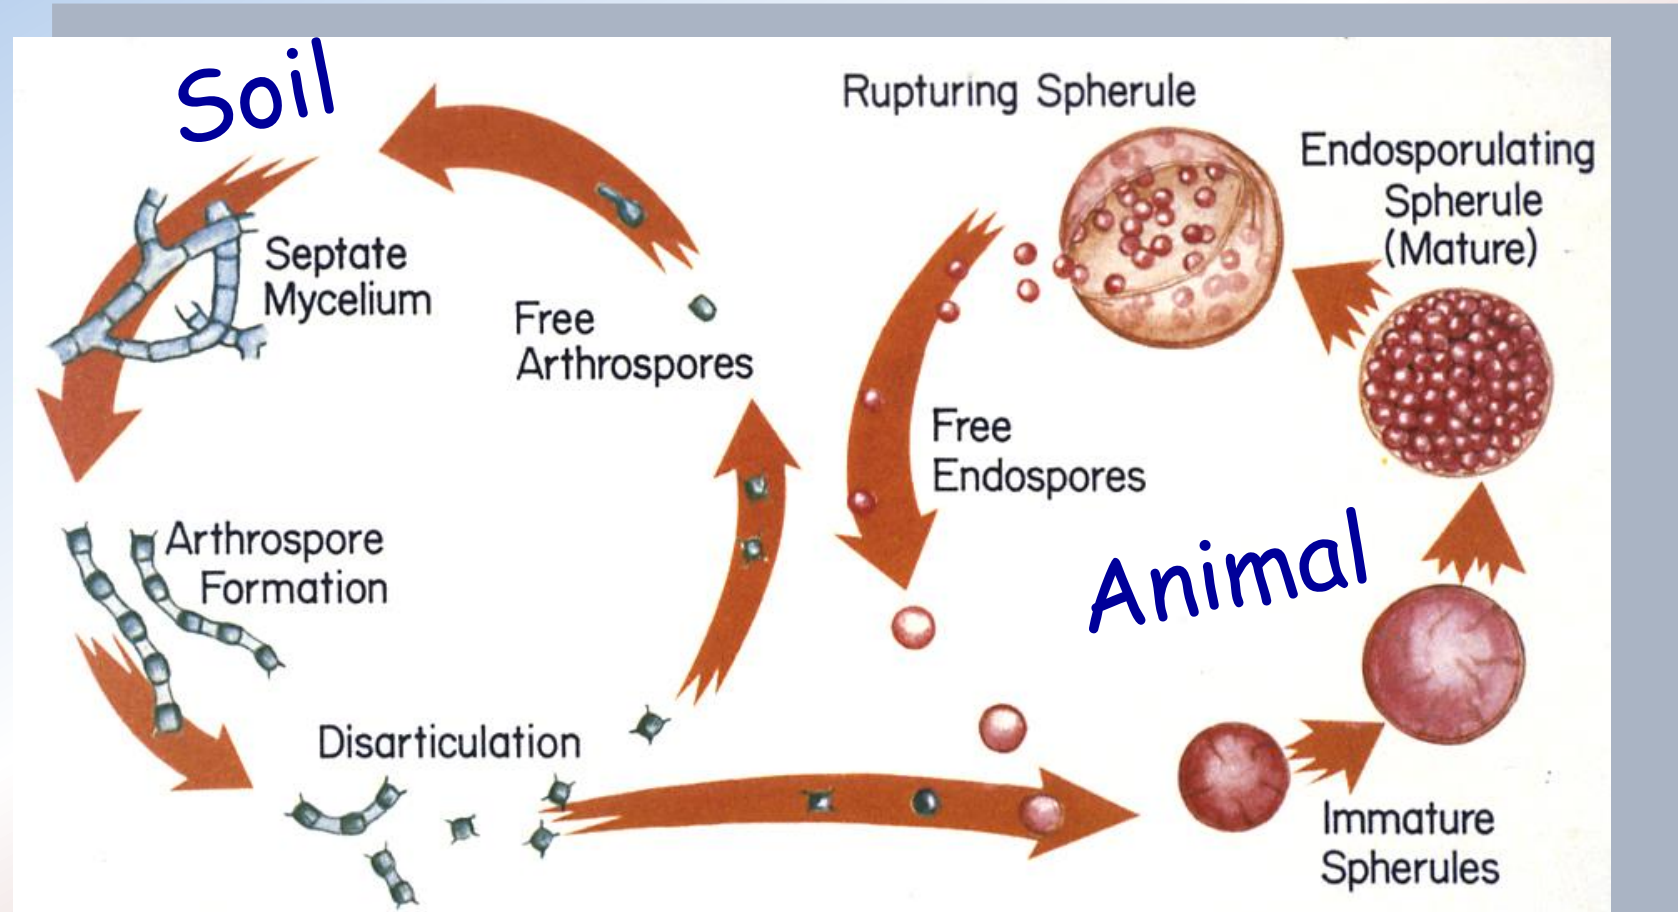 Soil
Septate
Mycelium
Free
Arthrospores
Arthrospore
Formation
Disarticulation
Rupturing Spherule
Endosporulating
Spherule
(Mature)
Free
Endospores
Animal
Immature
Spherules